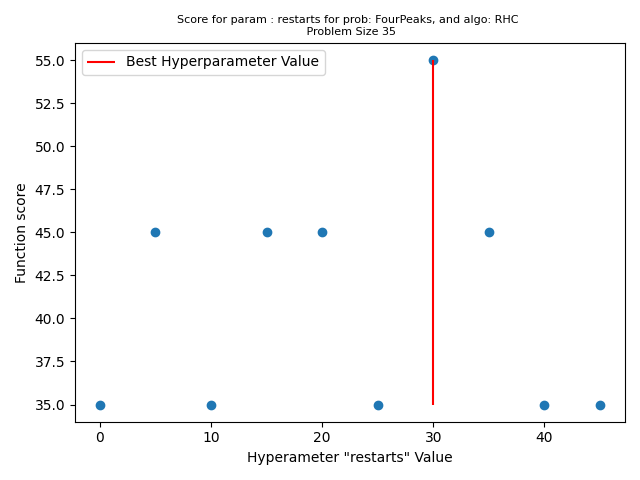 Score for param : restarts for prob: FourPeaks, and algo: RHC
Problem Size 35
Best Hyperparameter Value
Function score
55.0
52.5
50.0
47.5
45.0
42.5
40.0
37.5
35.0
0 10 20 30 40
Hyperameter "restarts" Value